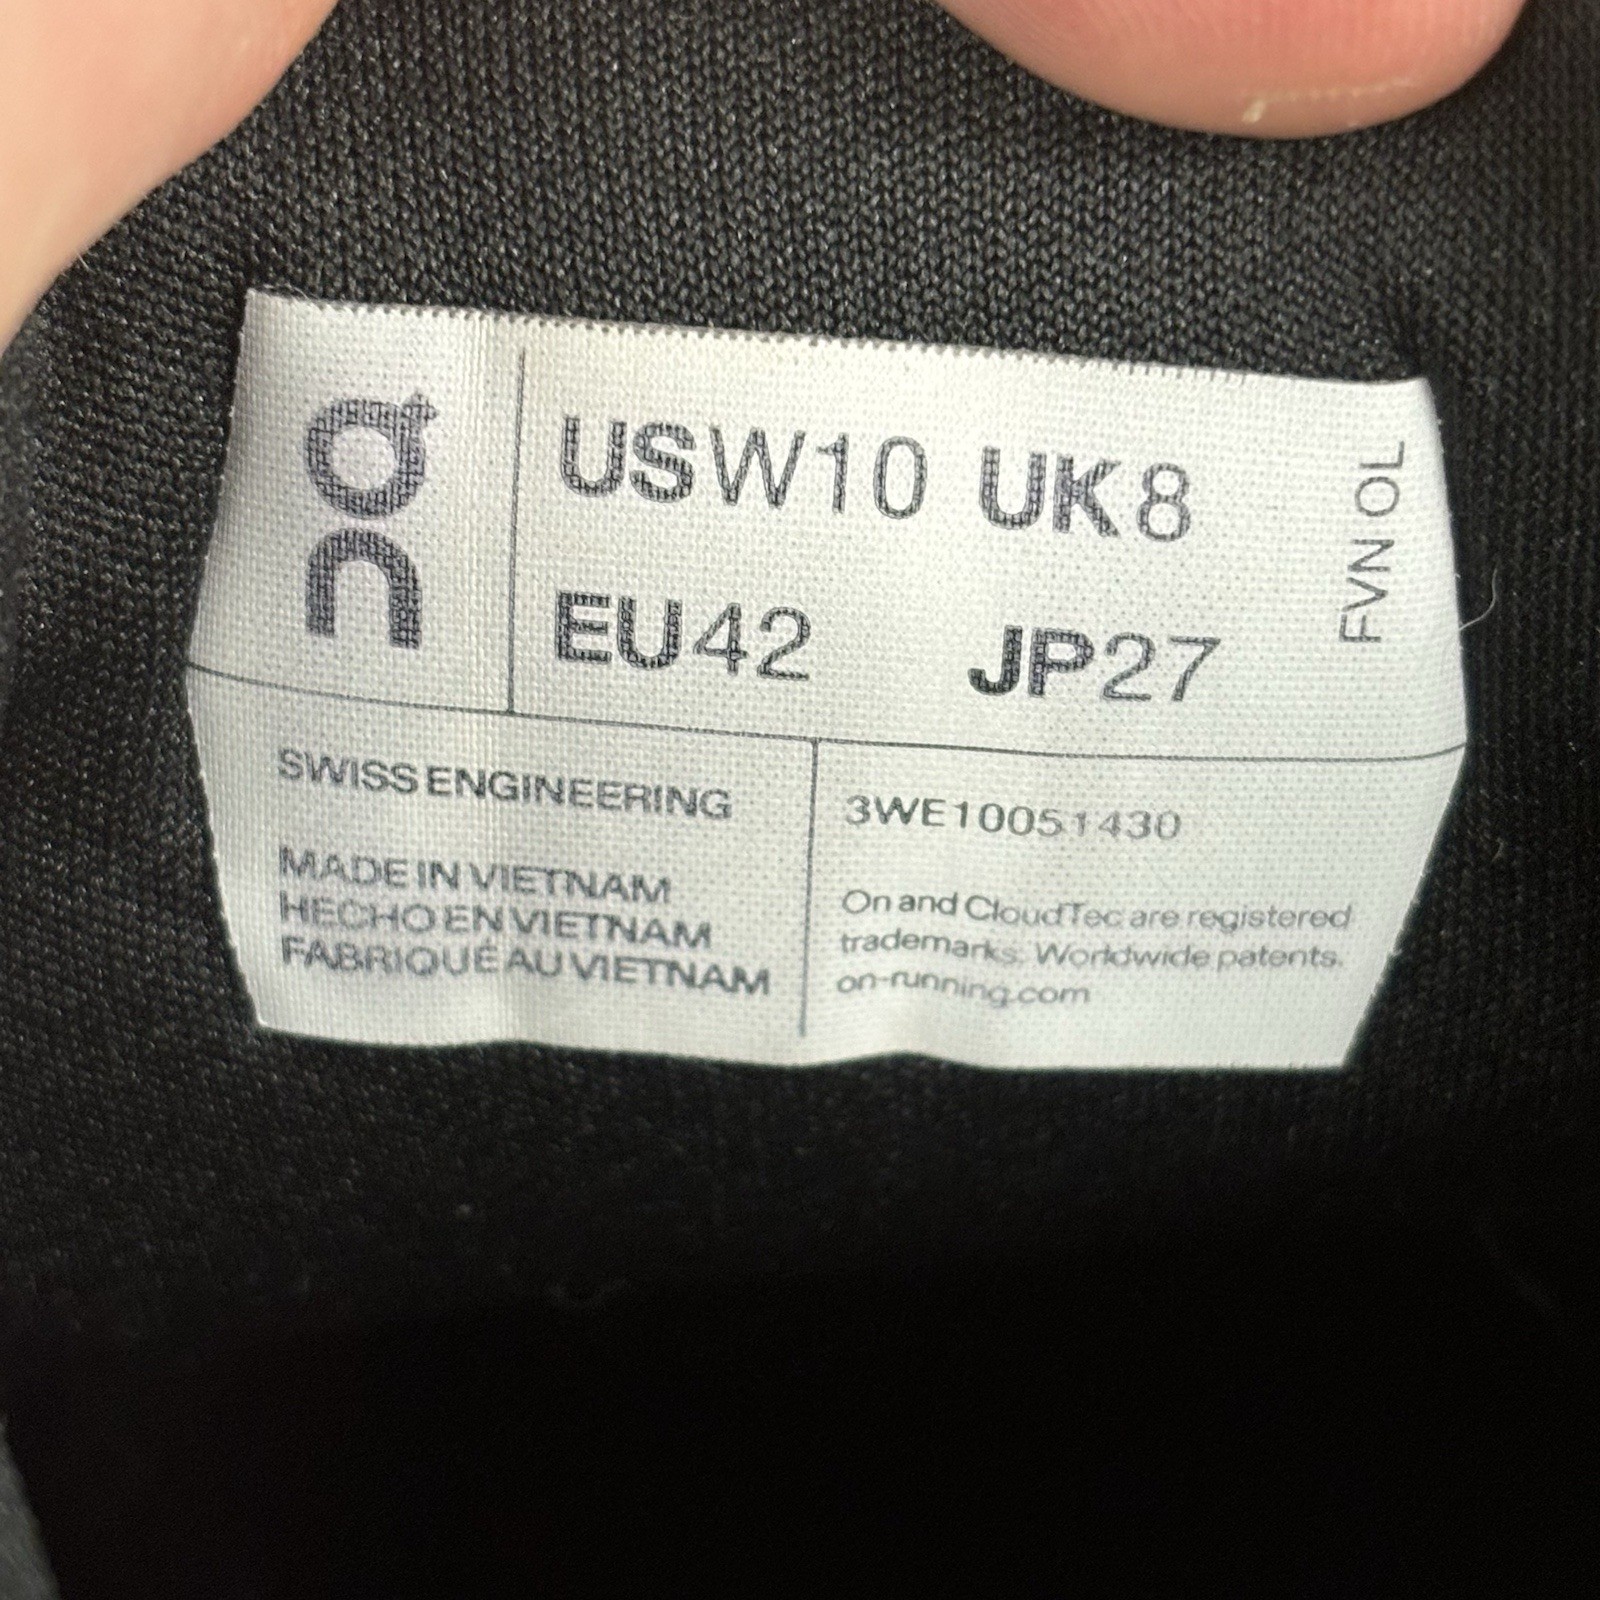 On
USW10 UK8
EU42 JP27
FVN OL
SWISS ENGINEERING
MADE IN VIETNAM
HECHO EN VIETNAM
FABRIQUÉ AU VIETNAM
3WE10051430
On and CloudTec are registered
trademarks. Worldwide patents.
on-running.com